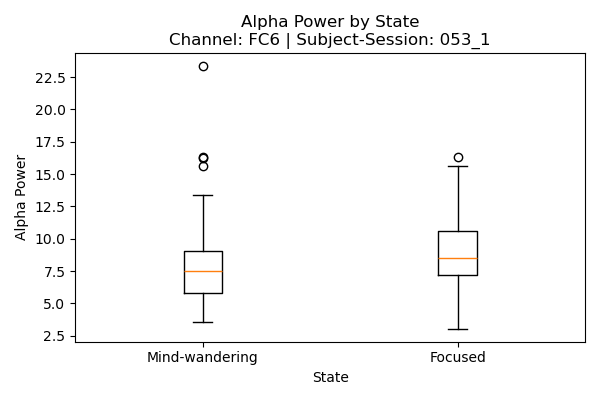 Alpha Power by State
Channel: FC6 | Subject-Session: 053_1
22.5
20.0
17.5
15.0
12.5
10.0
7.5
5.0
2.5
Alpha Power
Mind-wandering
Focused
State